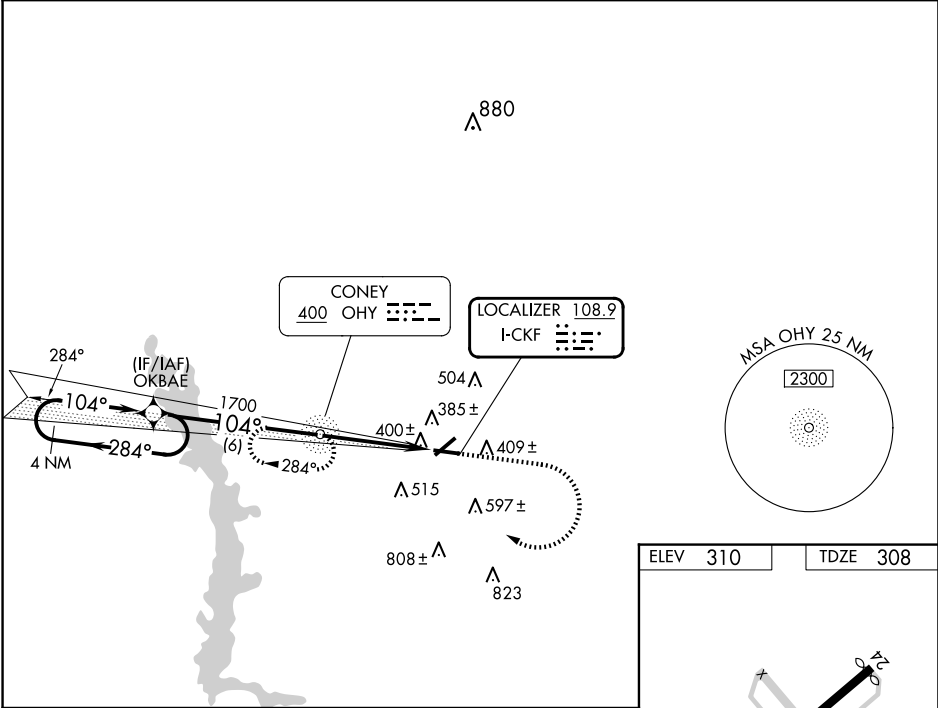 880
CONEY
400 OHY
LOCALIZER 108.9
I-CKF
MSA OHY 25 NM
2300
284°
(IF/IAF)
OKBAE
104°
1700
104°
(6)
284°
4 NM
284°
504
385 ±
400 ±
409 ±
515
597 ±
808 ±
823
ELEV 310
TDZE 308
24
X